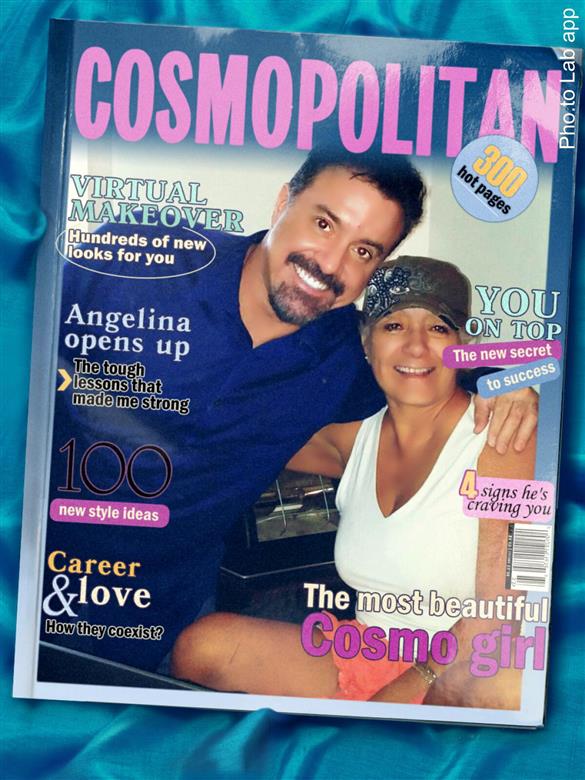 Pho.to Lab app
COSMOPOLITAN
300
hot pages
VIRTUAL
MAKEOVER
Hundreds of new
looks for you
Angelina
opens up
The tough
lessons that
made me strong
YOU
ON TOP
The new secret
to success
100
new style ideas
4 signs he's
craving you
Career
&love
How they coexist?
The most beautiful
Cosmo girl